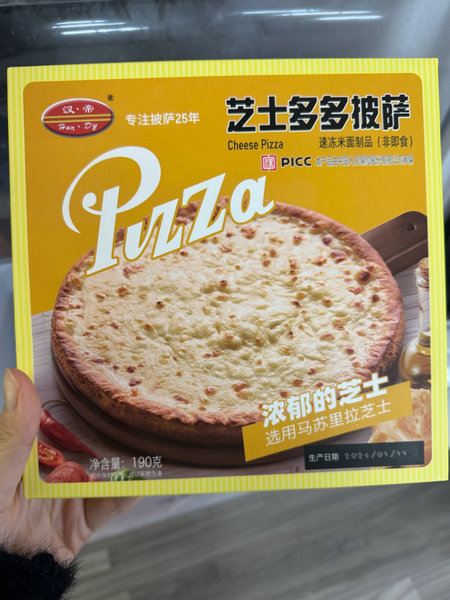 汉·帝
®
Han·Dy
专注披萨25年
芝士多多披萨
Cheese Pizza
速冻米面制品（非即食）
PICC
Pizza
浓郁的芝士
选用马苏里拉芝士
净含量：190克
生产日期